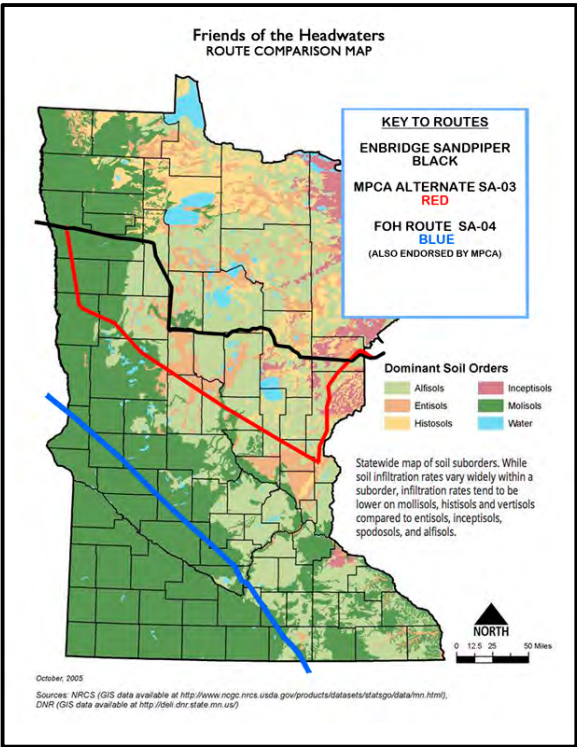 Friends of the Headwaters
ROUTE COMPARISON MAP
KEY TO ROUTES
ENBRIDGE SANDPIPER
BLACK
MPCA ALTERNATE SA-03
RED
FOH ROUTE SA-04
BLUE
(ALSO ENDORSED BY MPCA)
Dominant Soil Orders
Alfisols
Inceptisols
Entisols
Molisols
Histosols
Water
Statewide map of soil suborders. While
soil infiltration rates vary widely within a
suborder, infiltration rates tend to be
lower on mollisols, histisols and vertisols
compared to entisols, inceptisols,
spodosols, and alfisols.
NORTH
0 12.5 25 50 Miles
October, 2005
Sources: NRCS (GIS data available at http://www.ncgc.nrcs.usda.gov/products/datasets/statsgo/data/mn.html),
DNR (GIS data available at http://deli.dnr.state.mn.us/)